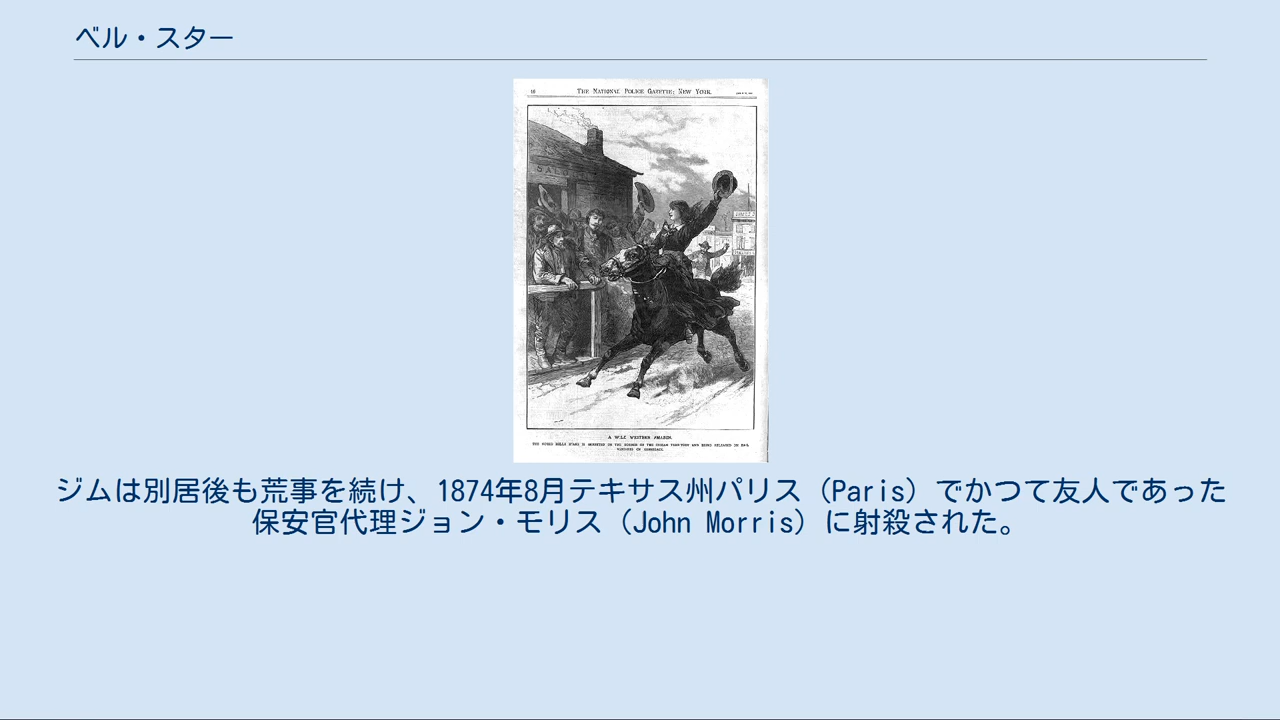 ベル・スター
16
THE NATIONAL POLICE GAZETTE: NEW YORK.
A WILD WESTERN AMAZON.
ジムは別居後も荒事を続け、1874年8月テキサス州パリス（Paris）でかつて友人であった
保安官代理ジョン・モリス（John Morris）に射殺された。